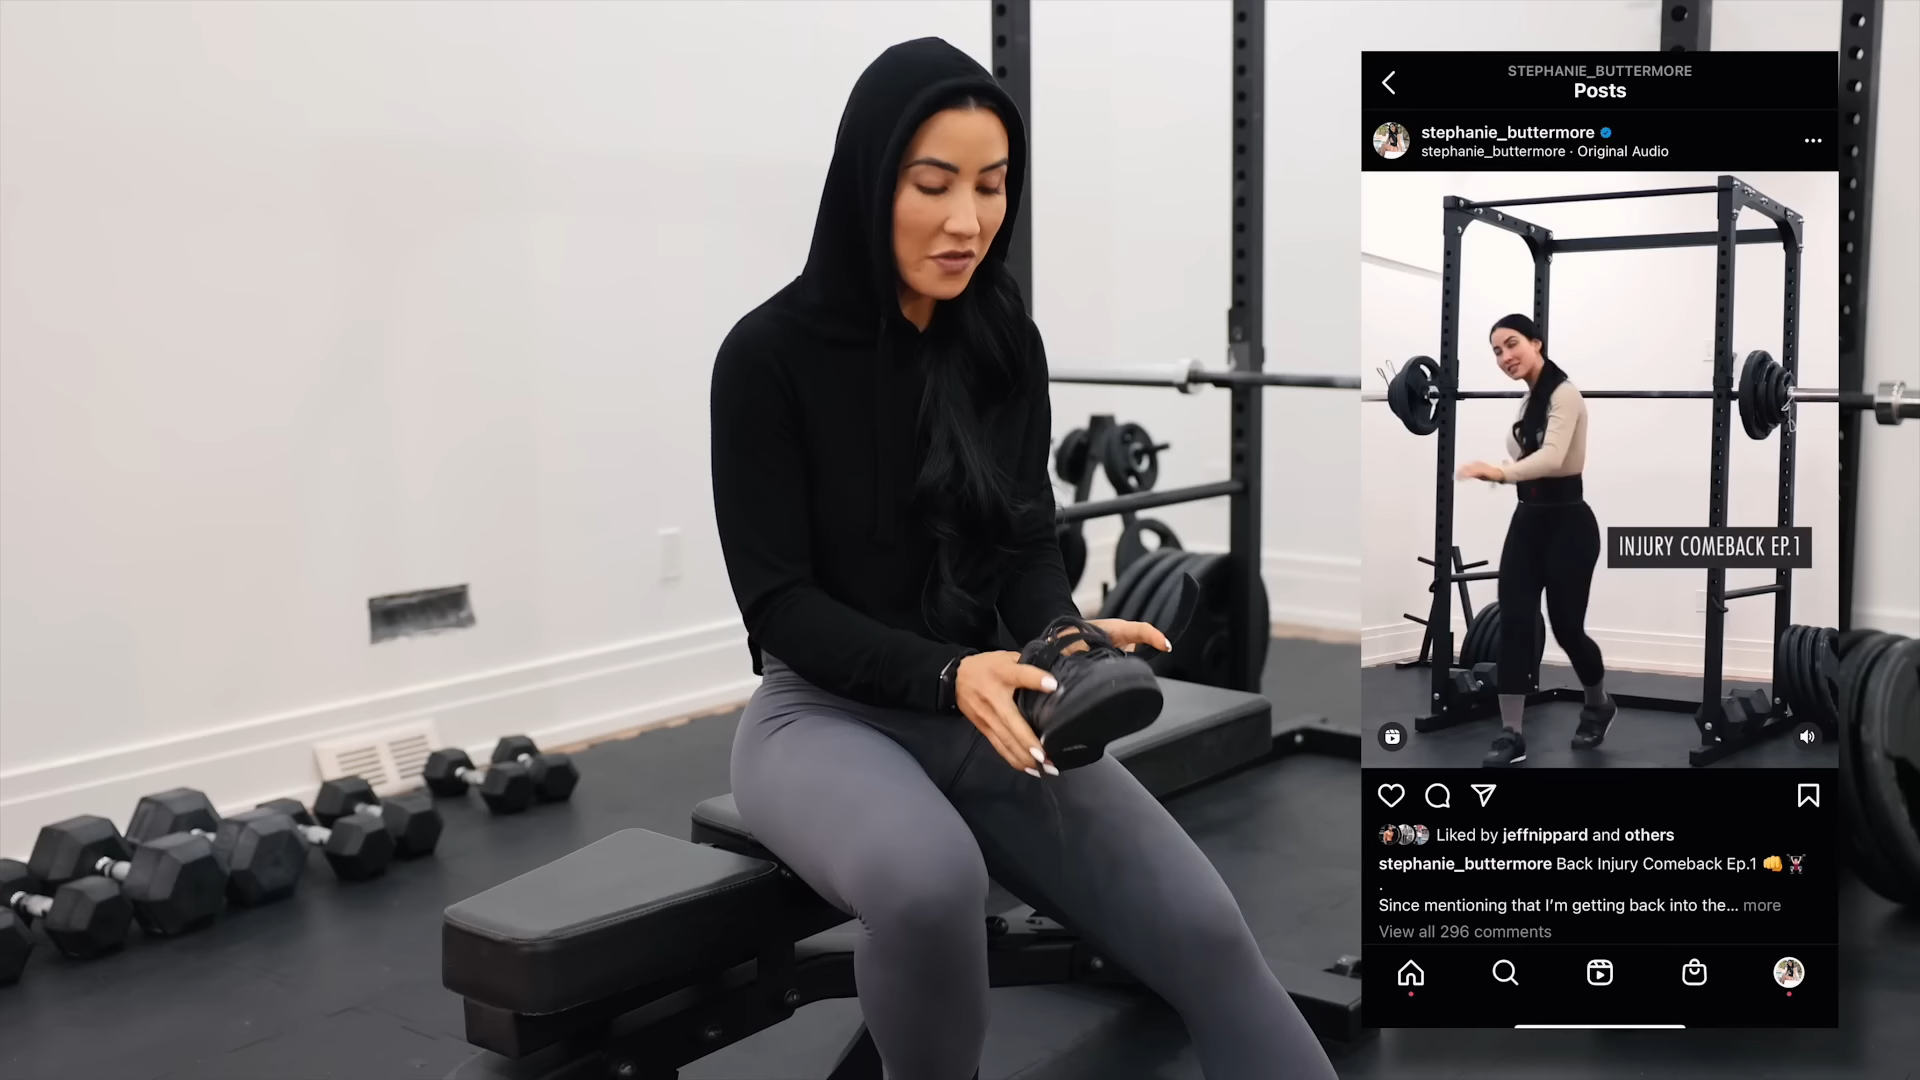 STEPHANIE_BUTTERMORE
Posts
stephanie_buttermore
stephanie_buttermore · Original Audio
INJURY COMEBACK EP.1
Liked by jeffnippard and others
stephanie_buttermore Back Injury Comeback Ep.1 👊 🏋️‍♀️
.
Since mentioning that I'm getting back into the... more
View all 296 comments